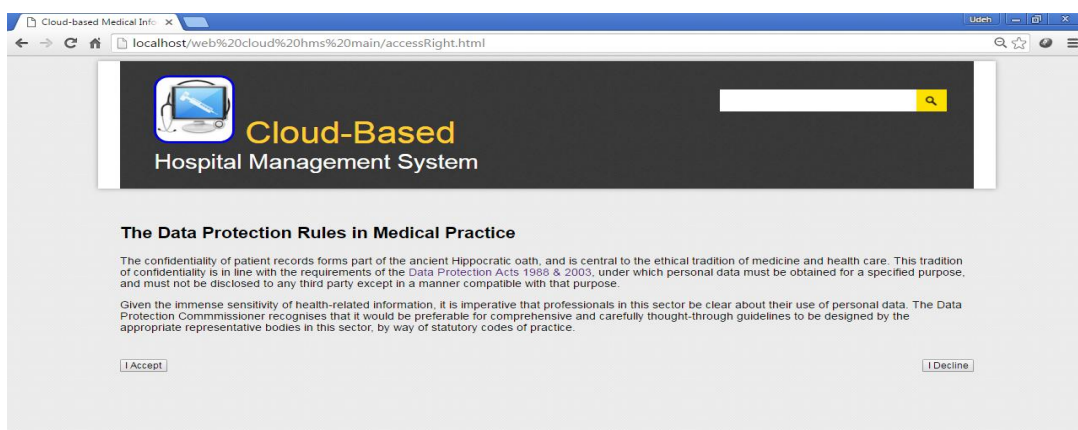 Cloud-based Medical Info
Udeh
localhost/web%20cloud%20hms%20main/accessRight.html
Cloud-Based
Hospital Management System
The Data Protection Rules in Medical Practice
The confidentiality of patient records forms part of the ancient Hippocratic oath, and is central to the ethical tradition of medicine and health care. This tradition
of confidentiality is in line with the requirements of the Data Protection Acts 1988 & 2003, under which personal data must be obtained for a specified purpose,
and must not be disclosed to any third party except in a manner compatible with that purpose.
Given the immense sensitivity of health-related information, it is imperative that professionals in this sector be clear about their use of personal data. The Data
Protection Commmissioner recognises that it would be preferable for comprehensive and carefully thought-through guidelines to be designed by the
appropriate representative bodies in this sector, by way of statutory codes of practice.
I Accept
I Decline